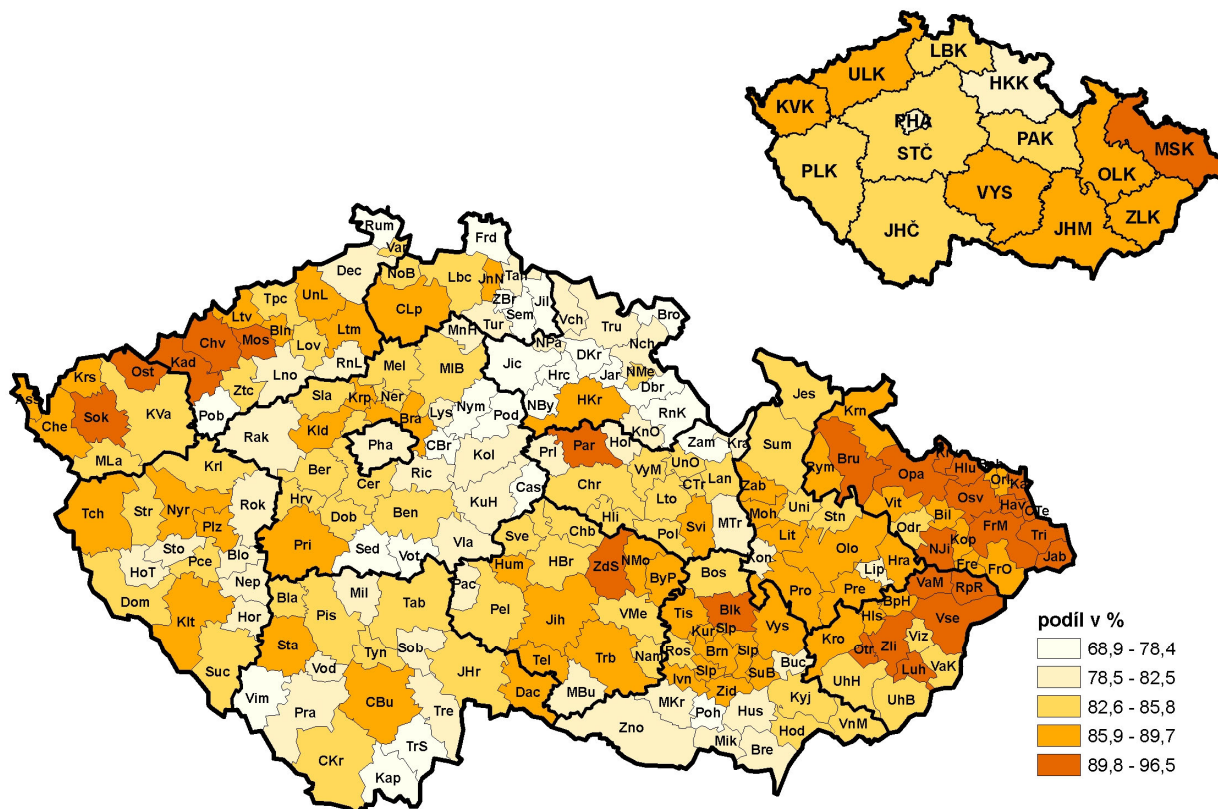 LBK
ULK
HKK
KVK
PHA
PAK
MSK
STČ
PLK
OLK
VYS
ZLK
JHČ
JHM
Rum
Frd
Var
Dec
NoB
Lbc
JnN
Tan
Tpc
UnL
CLp
ZBr
Jil
Sem
Bro
Ltv
Bln
Ltm
MnH
Tur
Vch
Tru
Chv
Mos
Lov
NPa
Nch
Kad
RnL
Jic
DKr
Ost
Lno
Mel
MlB
Hrc
Jar
NMe
Krs
Ztc
Sla
Krp
Ner
Dbr
Jes
Sok
KVa
Pob
Lys
Nym
Pod
NBy
HKr
RnK
Krn
Che
Kld
Bra
KnO
Rak
Pha
CBr
Kol
Prl
Par
Hol
Zam
Kra
Sum
Rym
Bru
MLa
Krl
Ber
Ric
UnO
Opa
Hlu
Cer
Cas
VyM
CTr
Lan
Zab
Osv
Orl
Tch
Str
Nyr
Rok
Hrv
KuH
Chr
Lto
Moh
Uni
Stn
Vit
Bil
Hav
CTe
Plz
Dob
Ben
Hli
Svi
MTr
Lit
Odr
FrM
Tri
Sto
Blo
Pri
Sed
Vot
Vla
Sve
Chb
Pol
Olo
Hra
NJi
Kop
Jab
HoT
Pce
Nep
Hum
HBr
ZdS
NMo
Kon
Lip
Fre
FrO
Dom
Hor
Bla
Mil
Tab
Pac
Pel
ByP
Bos
Pro
Pre
VaM
RpR
Klt
Pis
Jih
VMe
Tis
Blk
Vys
BpH
Hls
Vse
Sta
Tyn
Sob
Kur
Slp
Kro
Otr
Zli
Viz
Suc
Vod
JHr
Tel
Trb
Nam
Ros
Brn
Slp
Buc
Luh
VaK
Vim
CBu
Dac
MBu
Ivn
Slp
SuB
UhH
Pra
Tre
MKr
Zid
Poh
Hus
Kyj
UhB
CKr
TrS
Zno
Mik
Bre
Hod
VnM
Kap
podíl v %
68,9 - 78,4
78,5 - 82,5
82,6 - 85,8
85,9 - 89,7
89,8 - 96,5